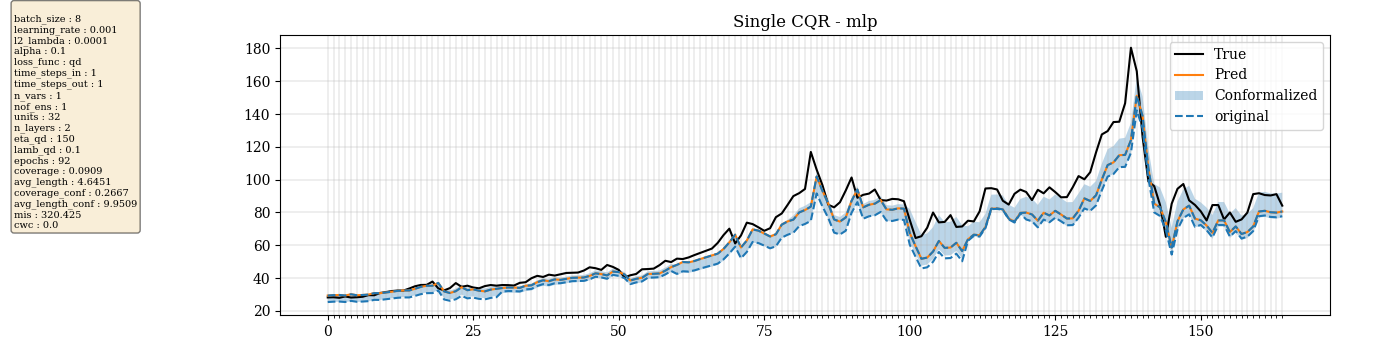 batch_size : 8
learning_rate : 0.001
l2_lambda : 0.0001
alpha : 0.1
loss_func : qd
time_steps_in : 1
time_steps_out : 1
n_vars : 1
nof_ens : 1
units : 32
n_layers : 2
eta_qd : 150
lamb_qd : 0.1
epochs : 92
coverage : 0.0909
avg_length : 4.6451
coverage_conf : 0.2667
avg_length_conf : 9.9509
mis : 320.425
cwc : 0.0
Single CQR - mlp
180
160
140
120
100
80
60
40
20
True
Pred
Conformalized
original
0 25 50 75 100 125 150